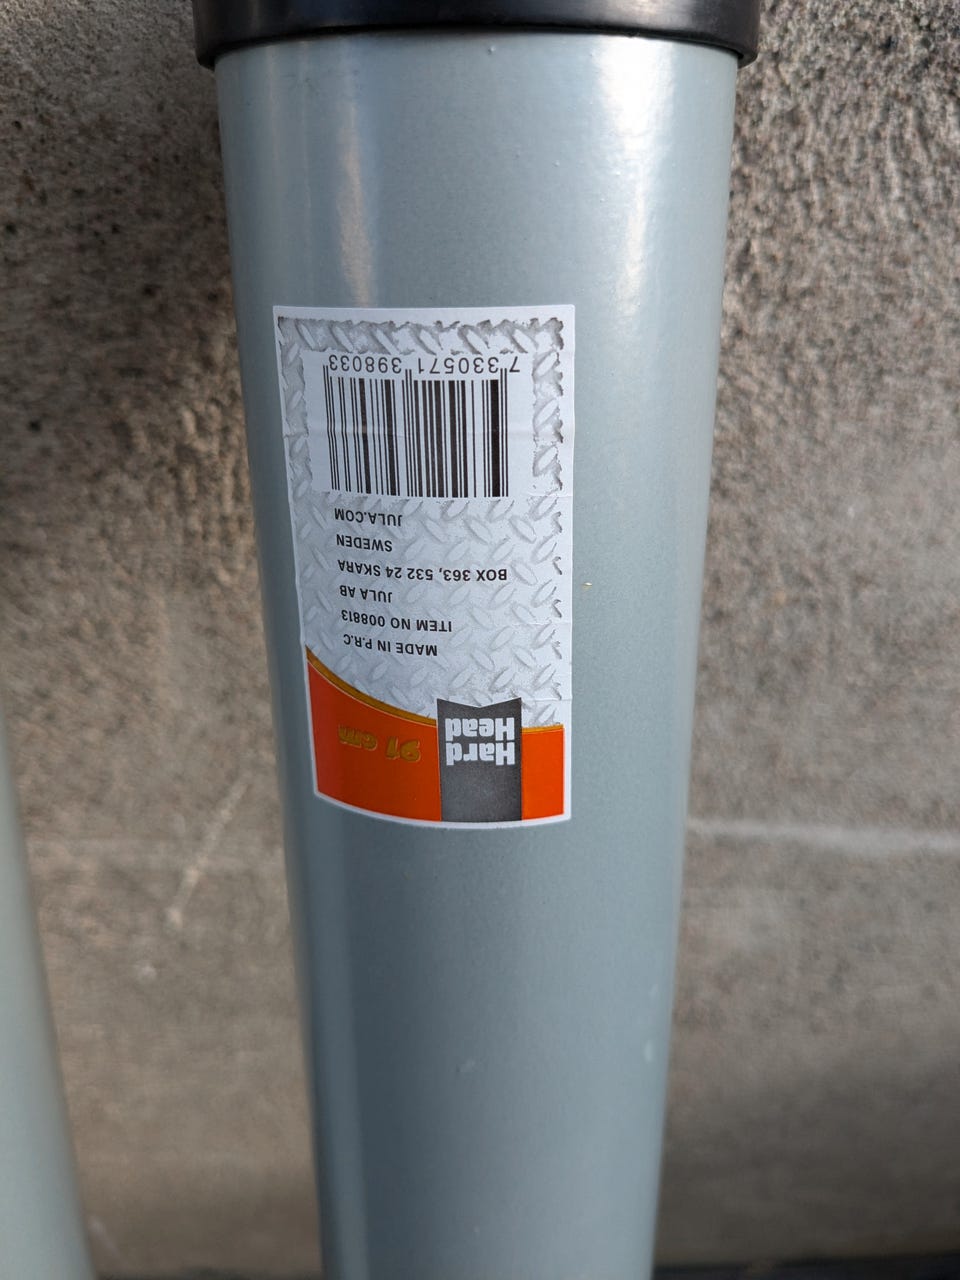 Hard
Head
91 cm
MADE IN P.R.C
ITEM NO 008813
JULA AB
BOX 363, 532 24 SKARA
SWEDEN
JULA.COM
7 330571 398033